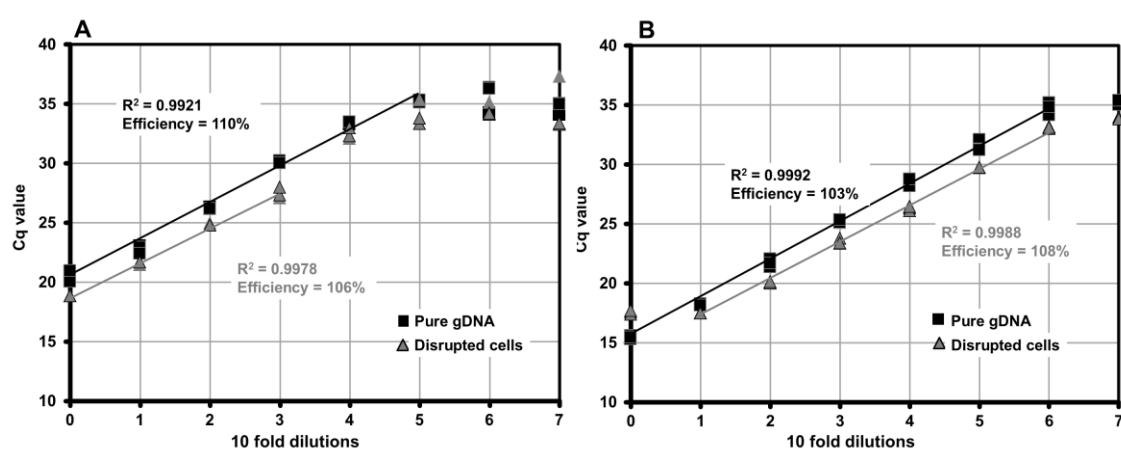 A
40
35
30
25
20
15
10
Cq value
R² = 0.9921
Efficiency = 110%
R² = 0.9978
Efficiency = 106%
Pure gDNA
Disrupted cells
0 1 2 3 4 5 6 7
10 fold dilutions
B
40
35
30
25
20
15
10
Cq value
R² = 0.9992
Efficiency = 103%
R² = 0.9988
Efficiency = 108%
Pure gDNA
Disrupted cells
0 1 2 3 4 5 6 7
10 fold dilutions